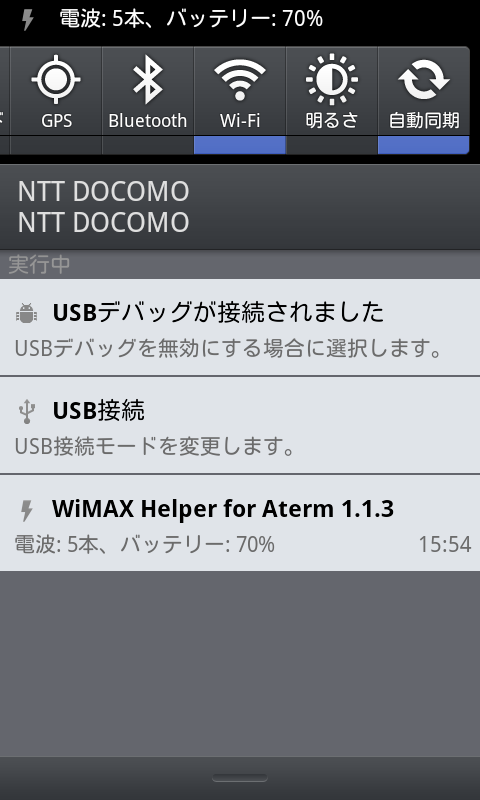 電波: 5本、バッテリー: 70%
GPS
Bluetooth
Wi-Fi
明るさ
自動同期
NTT DOCOMO
NTT DOCOMO
実行中
USBデバッグが接続されました
USBデバッグを無効にする場合に選択します。
USB接続
USB接続モードを変更します。
WiMAX Helper for Aterm 1.1.3
電波: 5本、バッテリー: 70% 15:54